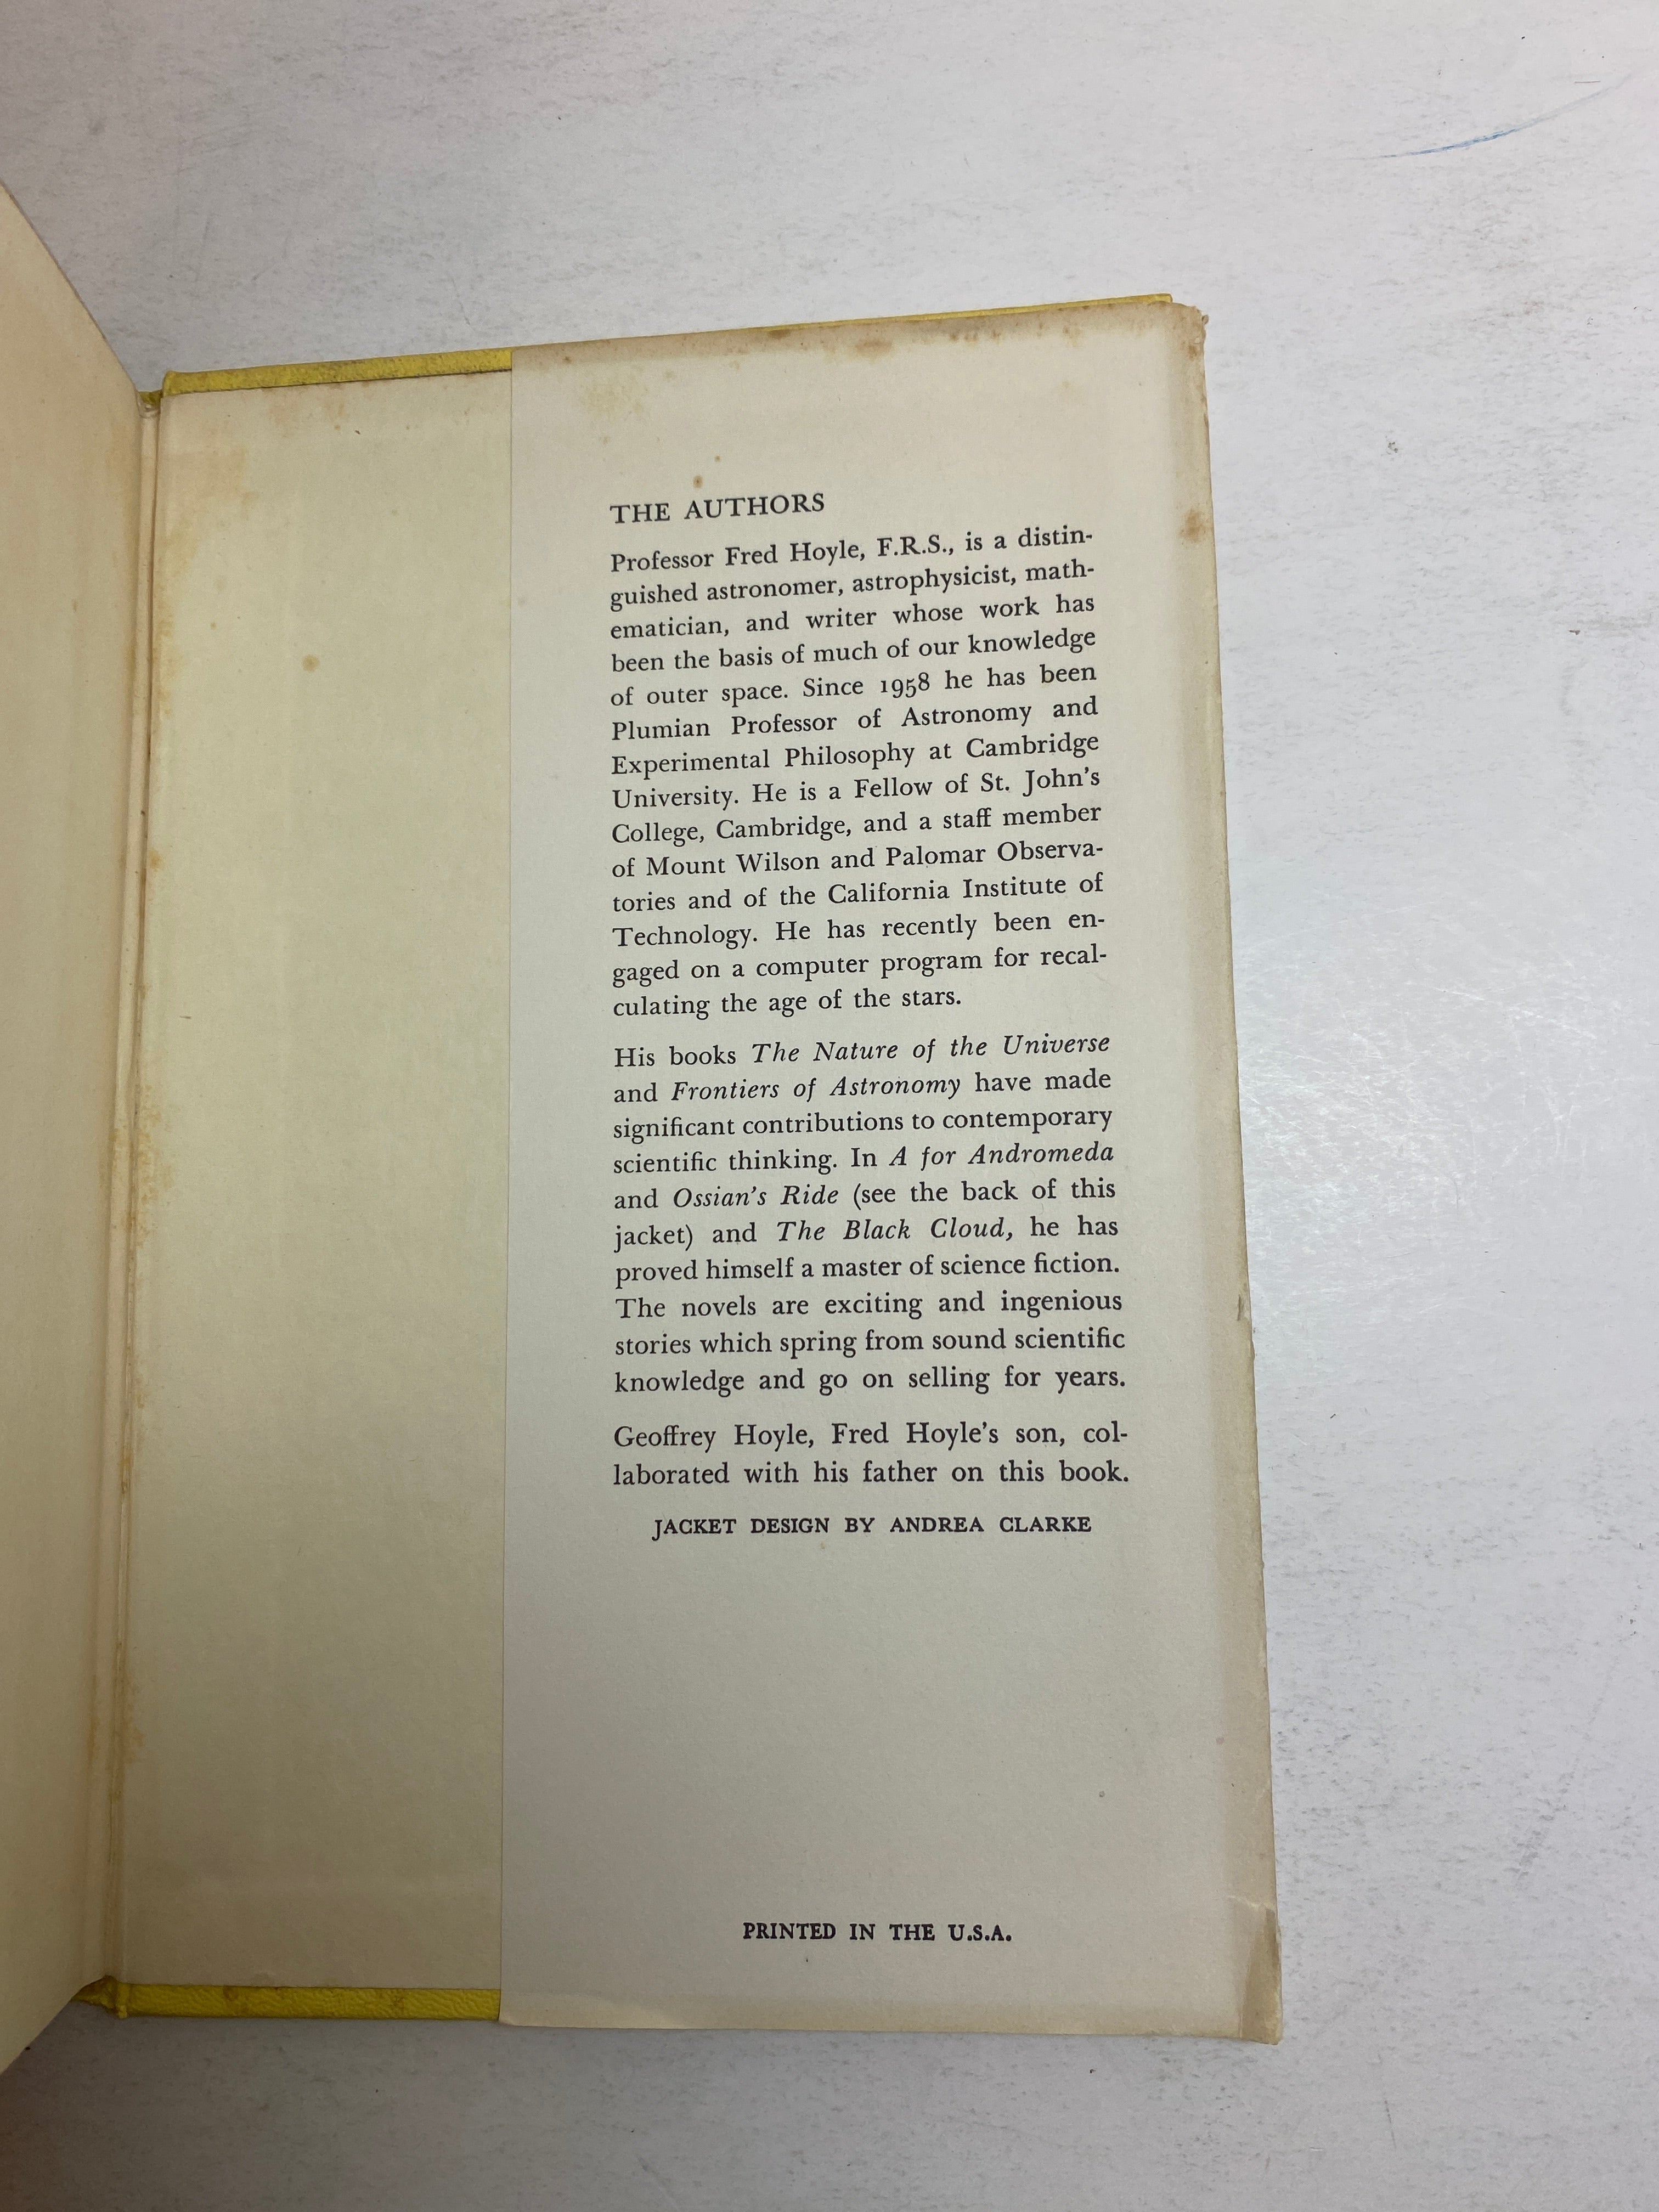 THE AUTHORS
Professor Fred Hoyle, F.R.S., is a distin-
guished astronomer, astrophysicist, math-
ematician, and writer whose work has
been the basis of much of our knowledge
of outer space. Since 1958 he has been
Plumian Professor of Astronomy and
Experimental Philosophy at Cambridge
University. He is a Fellow of St. John's
College, Cambridge, and a staff member
of Mount Wilson and Palomar Observa-
tories and of the California Institute of
Technology. He has recently been en-
gaged on a computer program for recal-
culating the age of the stars.
His books The Nature of the Universe
and Frontiers of Astronomy have made
significant contributions to contemporary
scientific thinking. In A for Andromeda
and Ossian's Ride (see the back of this
jacket) and The Black Cloud, he has
proved himself a master of science fiction.
The novels are exciting and ingenious
stories which spring from sound scientific
knowledge and go on selling for years.
Geoffrey Hoyle, Fred Hoyle's son, col-
laborated with his father on this book.
JACKET DESIGN BY ANDREA CLARKE
PRINTED IN THE U.S.A.